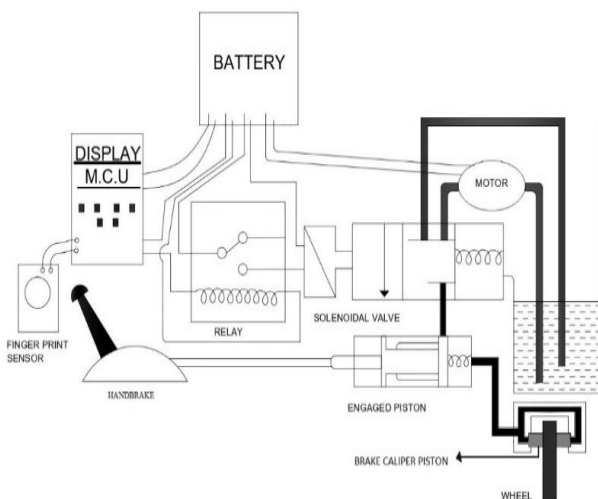 BATTERY
DISPLAY
M.C.U
MOTOR
RELAY
SOLENOIDAL VALVE
FINGER PRINT
SENSOR
HANDBRAKE
ENGAGED PISTON
BRAKE CALIPER PISTON
WHEEL